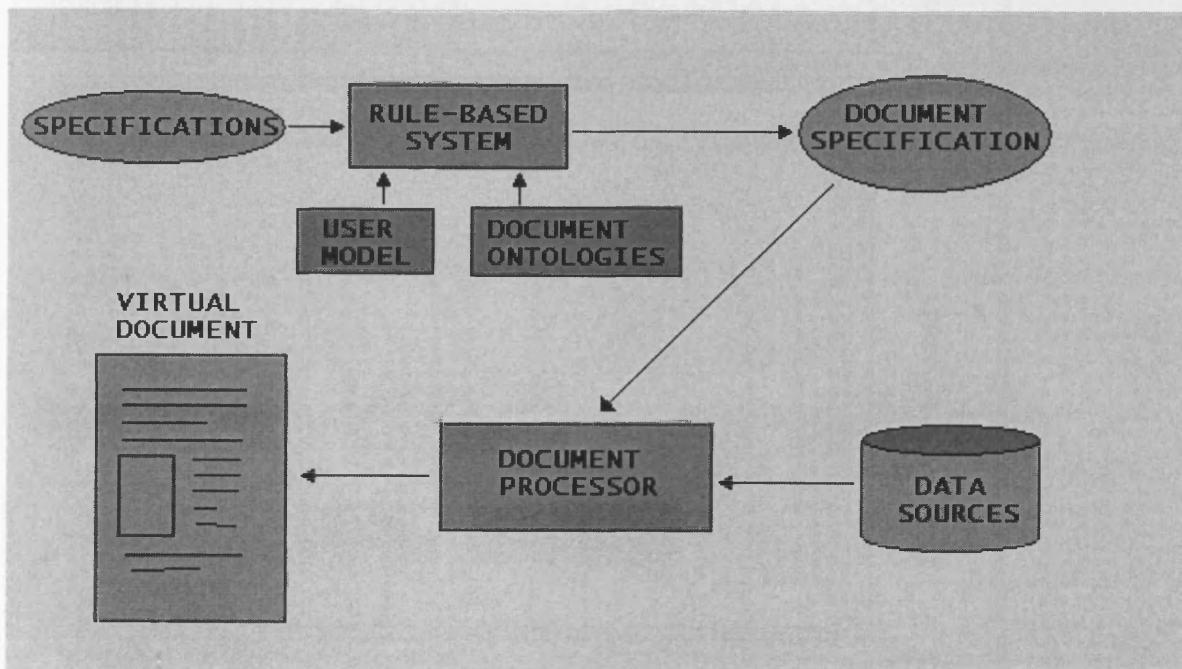 SPECIFICATIONS
RULE-BASED
SYSTEM
DOCUMENT
SPECIFICATION
USER
MODEL
DOCUMENT
ONTOLOGIES
VIRTUAL
DOCUMENT
DOCUMENT
PROCESSOR
DATA
SOURCES